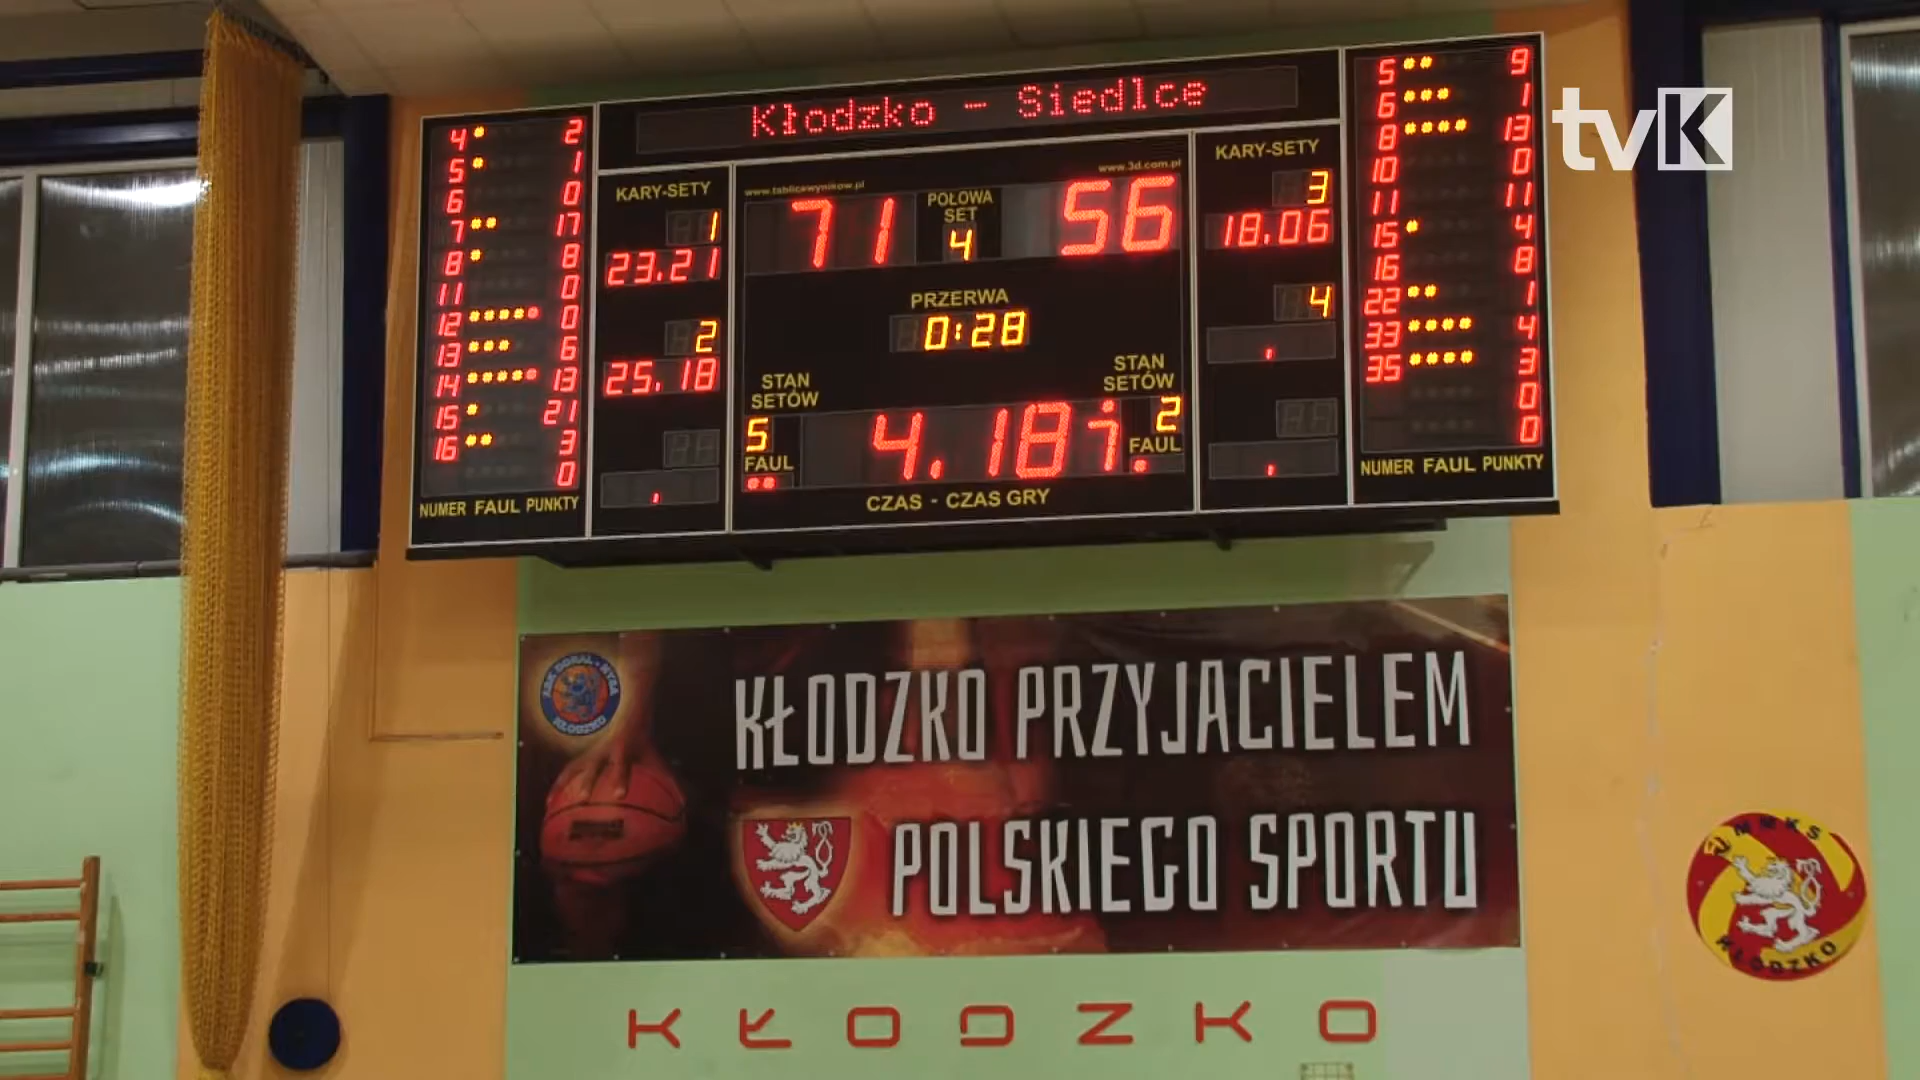 Kłodzko - Siedlce
tvK
4 * 2
5 * 1
6 0
7 ** 17
8 * 8
11 0
12 ***** 0
13 *** 6
14 ***** 13
15 * 21
16 ** 3
0
NUMER FAUL PUNKTY
KARY-SETY
1
23.21
2
25.18
www.tablicawynikow.pl
www.3d.com.pl
71
POŁOWA
SET
4
56
PRZERWA
0:28
STAN
SETÓW
5
FAUL
STAN
SETÓW
2
FAUL
4.18
CZAS - CZAS GRY
KARY-SETY
3
18.06
4
5 ** 9
6 *** 1
8 **** 13
10 0
11 11
15 * 4
16 8
22 ** 1
33 **** 4
35 **** 3
0
0
NUMER FAUL PUNKTY
KŁODZKO PRZYJACIELEM
POLSKIEGO SPORTU
KŁODZKO
KŁODZKO
KŁODZKO